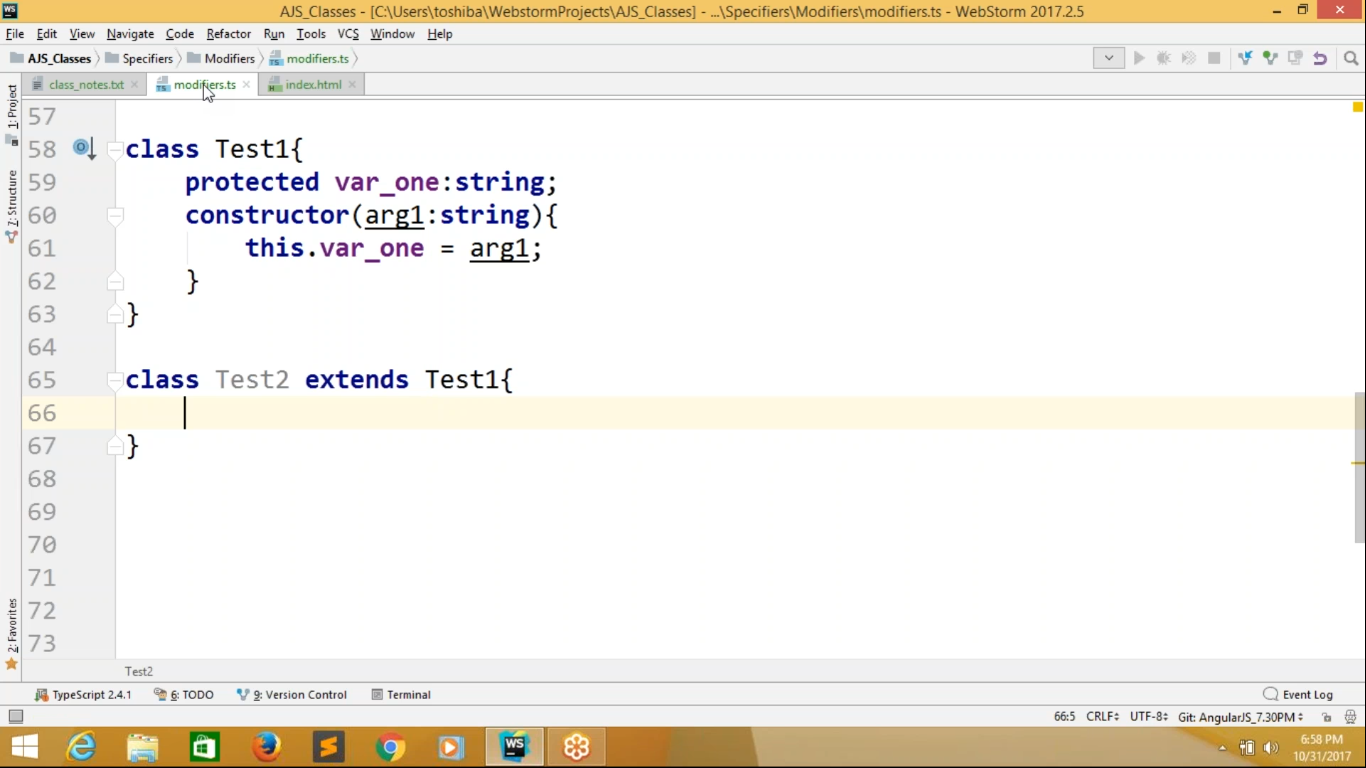 AJS_Classes - [C:\Users\toshiba\WebstormProjects\AJS_Classes] - ...\Specifiers\Modifiers\modifiers.ts - WebStorm 2017.2.5
File Edit View Navigate Code Refactor Run Tools VCS Window Help
AJS_Classes Specifiers Modifiers modifiers.ts
class_notes.txt modifiers.ts index.html
1: Project
7: Structure
2: Favorites
57
58 class Test1{
59 protected var_one:string;
60 constructor(arg1:string){
61 this.var_one = arg1;
62 }
63 }
64
65 class Test2 extends Test1{
66
67 }
68
69
70
71
72
73
Test2
TypeScript 2.4.1 6: TODO 9: Version Control Terminal Event Log
66:5 CRLF UTF-8 Git: AngularJS_7.30PM
6:58 PM
10/31/2017